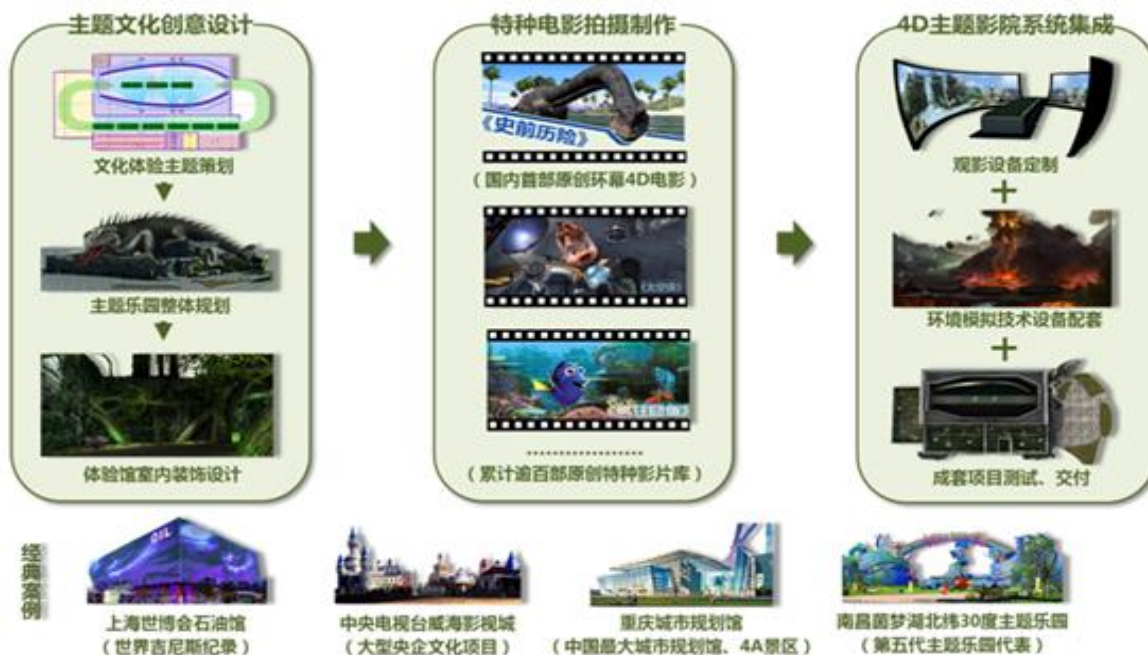 主题文化创意设计
文化体验主题策划
主题乐园整体规划
体验馆室内装饰设计
特种电影拍摄制作
《史前历险》
（国内首部原创环幕4D电影）
………………
（累计逾百部原创特种影片库）
4D主题影院系统集成
观影设备定制
+
环境模拟技术设备配套
+
成套项目测试、交付
经典案例
OIL
上海世博会石油馆
（世界吉尼斯纪录）
中央电视台威海影视城
（大型央企文化项目）
重庆城市规划馆
（中国最大城市规划馆、4A景区）
南昌茵梦湖北纬30度主题乐园
（第五代主题乐园代表）